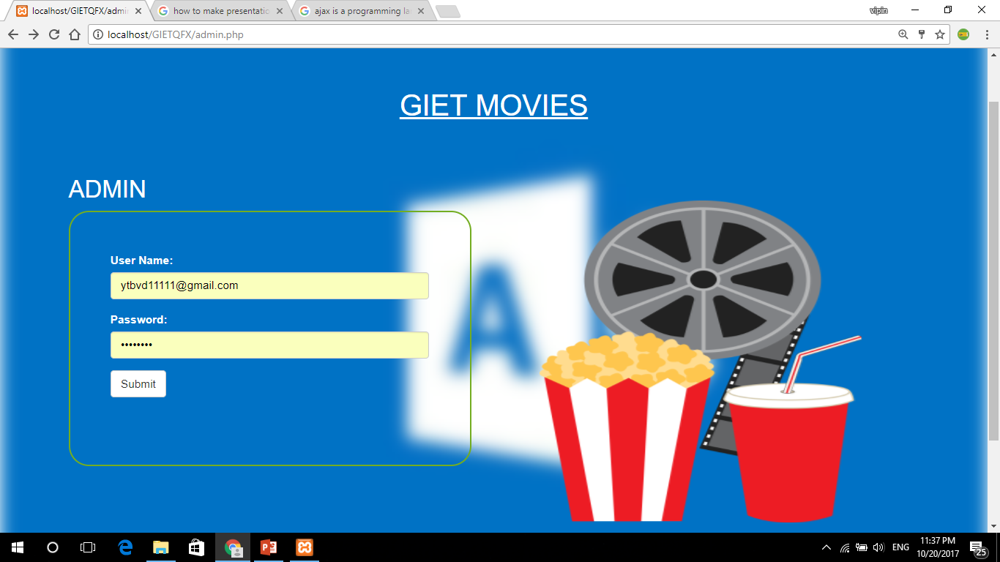 localhost/GIETQFX/admin
how to make presentatio
ajax is a programming la
vipin
localhost/GIETQFX/admin.php
GIET MOVIES
ADMIN
User Name:
ytbvd11111@gmail.com
Password:
••••••••
Submit
A
ENG
11:37 PM
10/20/2017
25